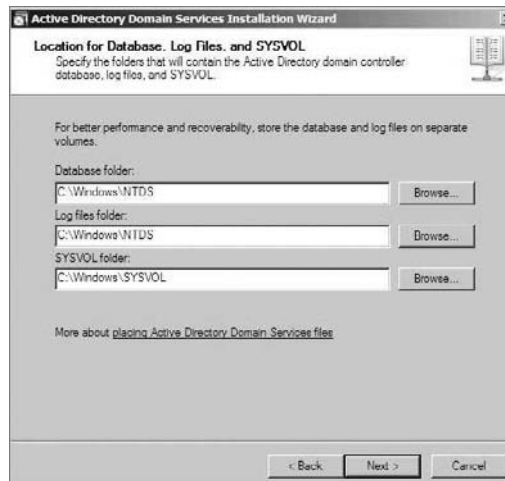 Active Directory Domain Services Installation Wizard
Location for Database, Log Files, and SYSVOL
Specify the folders that will contain the Active Directory domain controller
database, log files, and SYSVOL.
For better performance and recoverability, store the database and log files on separate
volumes.
Database folder:
C:\Windows\NTDS
Browse...
Log files folder:
C:\Windows\NTDS
Browse...
SYSVOL folder:
C:\Windows\SYSVOL
Browse...
More about placing Active Directory Domain Services files
< Back Next > Cancel